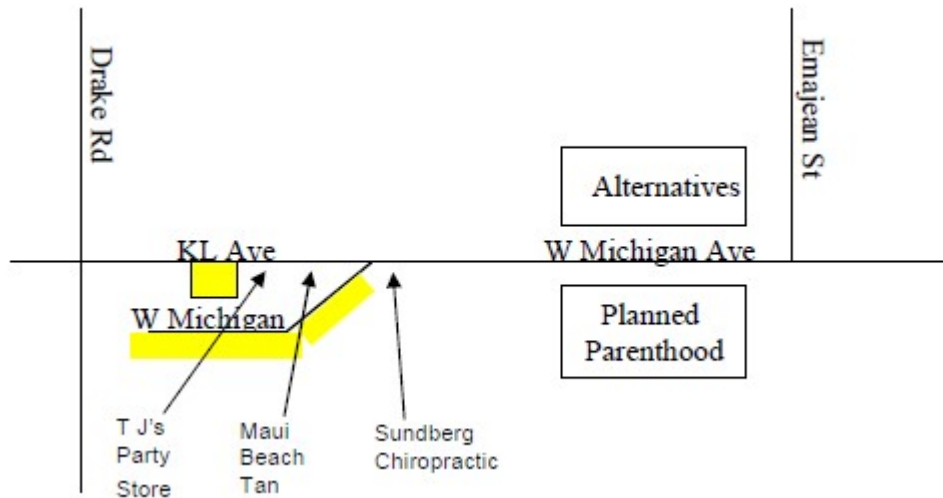 Drake Rd
Emajean St
Alternatives
KL Ave
W Michigan Ave
W Michigan
Planned
Parenthood
T J's
Party
Store
Maui
Beach
Tan
Sundberg
Chiropractic